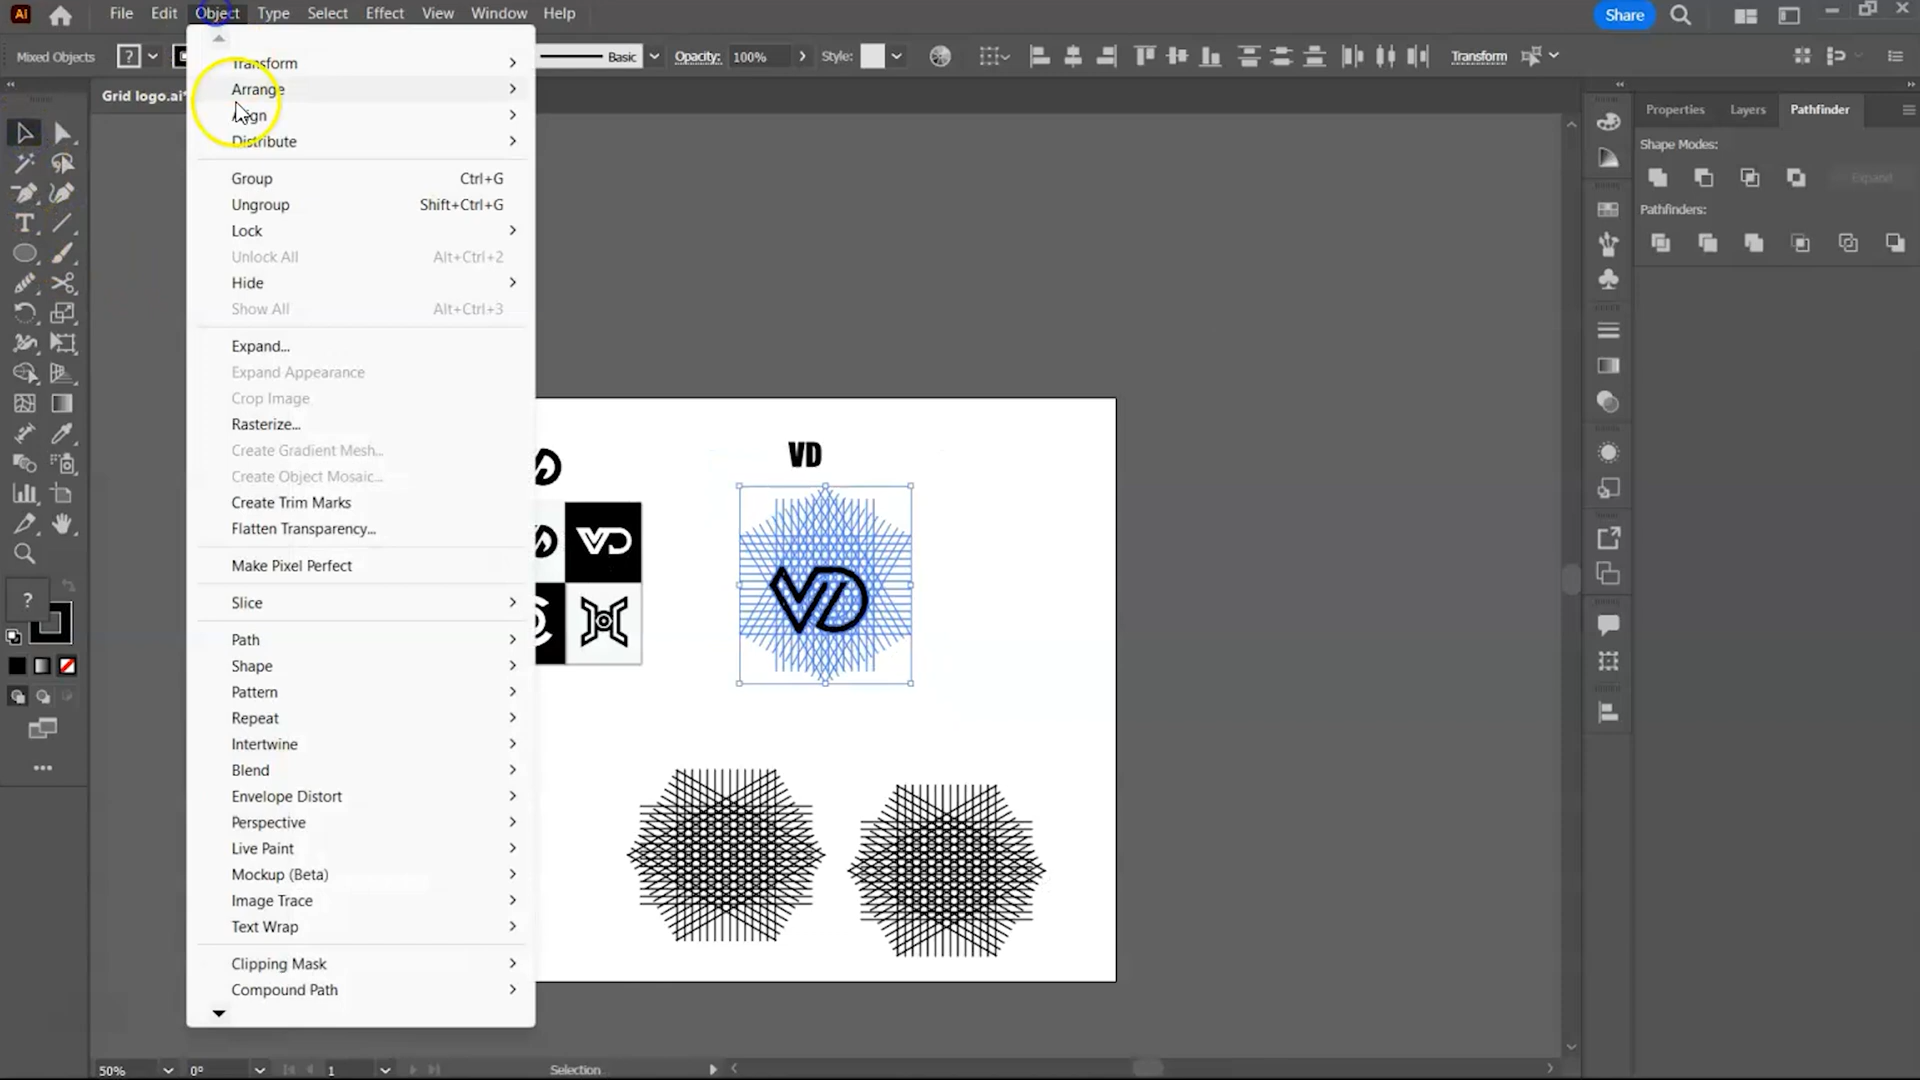 Ai File Edit Object Type Select Effect View Window Help Share
Mixed Objects ? Basic Opacity: 100% Style: Transform
Grid logo.ai*
Transform
Arrange
Align
Distribute
Group Ctrl+G
Ungroup Shift+Ctrl+G
Lock
Unlock All Alt+Ctrl+2
Hide
Show All Alt+Ctrl+3
Expand...
Expand Appearance
Crop Image
Rasterize...
Create Gradient Mesh...
Create Object Mosaic...
Create Trim Marks
Flatten Transparency...
Make Pixel Perfect
Slice
Path
Shape
Pattern
Repeat
Intertwine
Blend
Envelope Distort
Perspective
Live Paint
Mockup (Beta)
Image Trace
Text Wrap
Clipping Mask
Compound Path
?
VD
VD
VD
Properties Layers Pathfinder
Shape Modes:
Expand
Pathfinders:
50% 0° 1 Selection